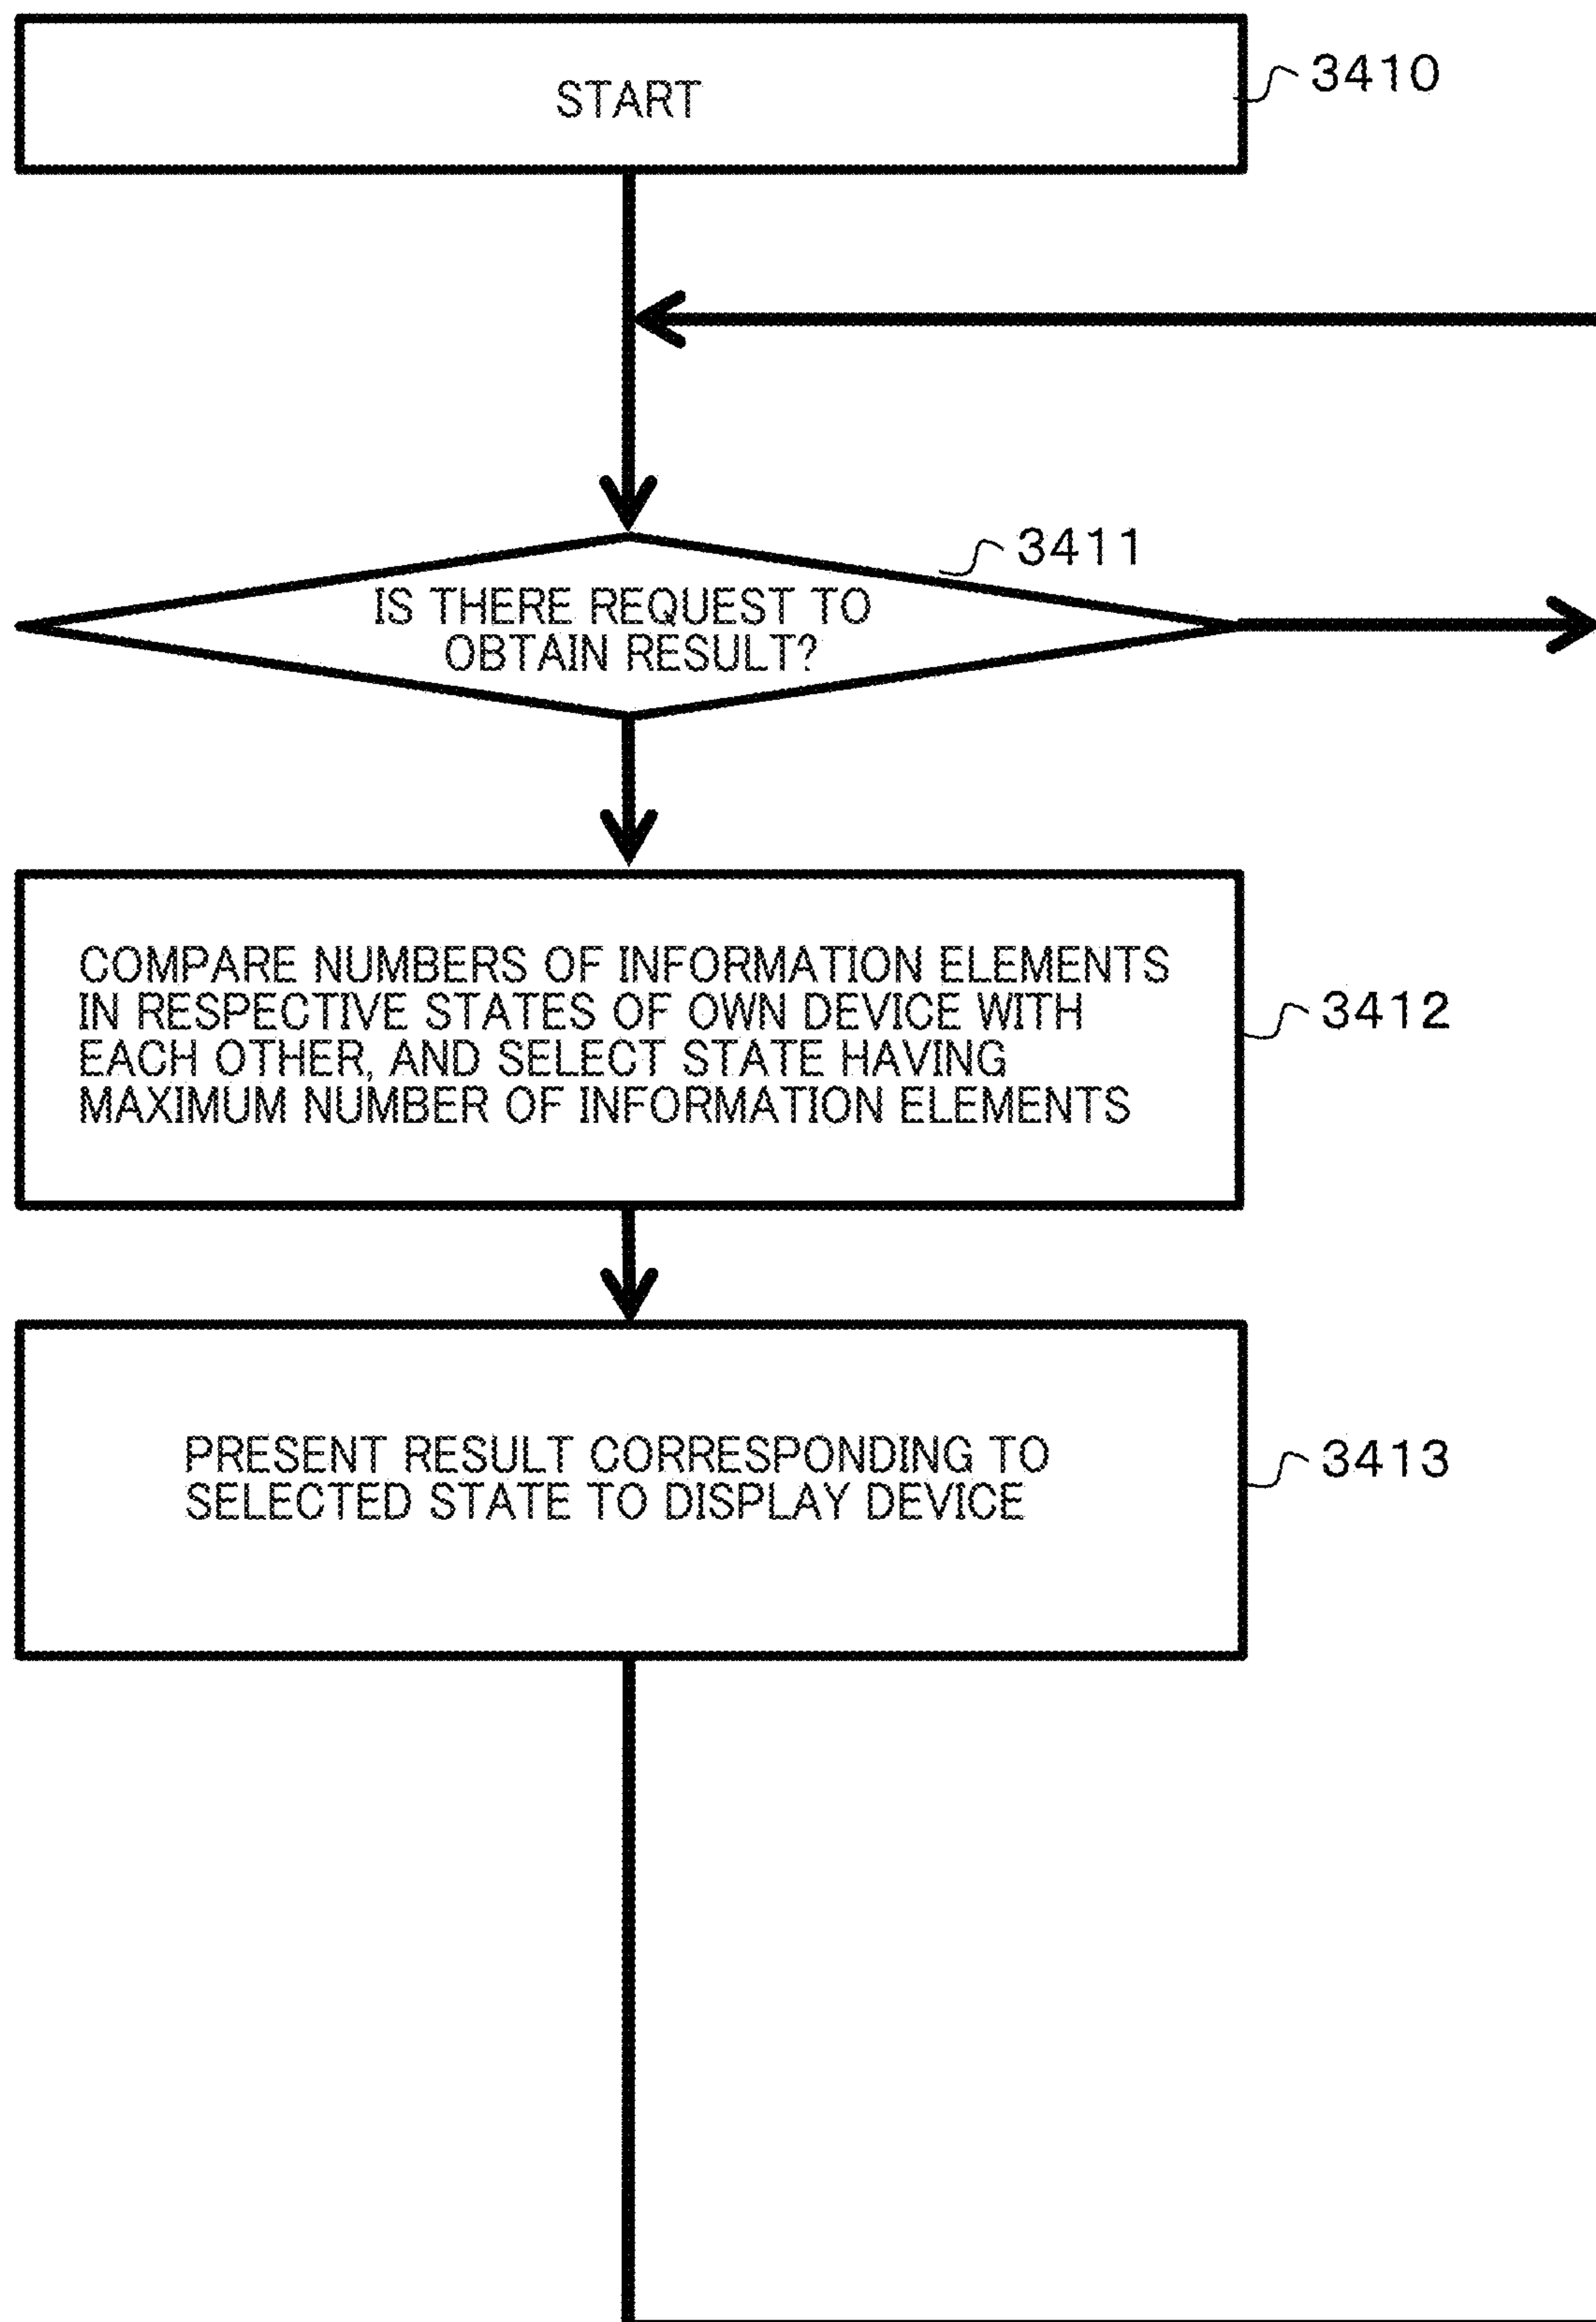 START
3410
3411
IS THERE REQUEST TO
OBTAIN RESULT?
COMPARE NUMBERS OF INFORMATION ELEMENTS
IN RESPECTIVE STATES OF OWN DEVICE WITH
EACH OTHER, AND SELECT STATE HAVING
MAXIMUM NUMBER OF INFORMATION ELEMENTS
3412
PRESENT RESULT CORRESPONDING TO
SELECTED STATE TO DISPLAY DEVICE
3413